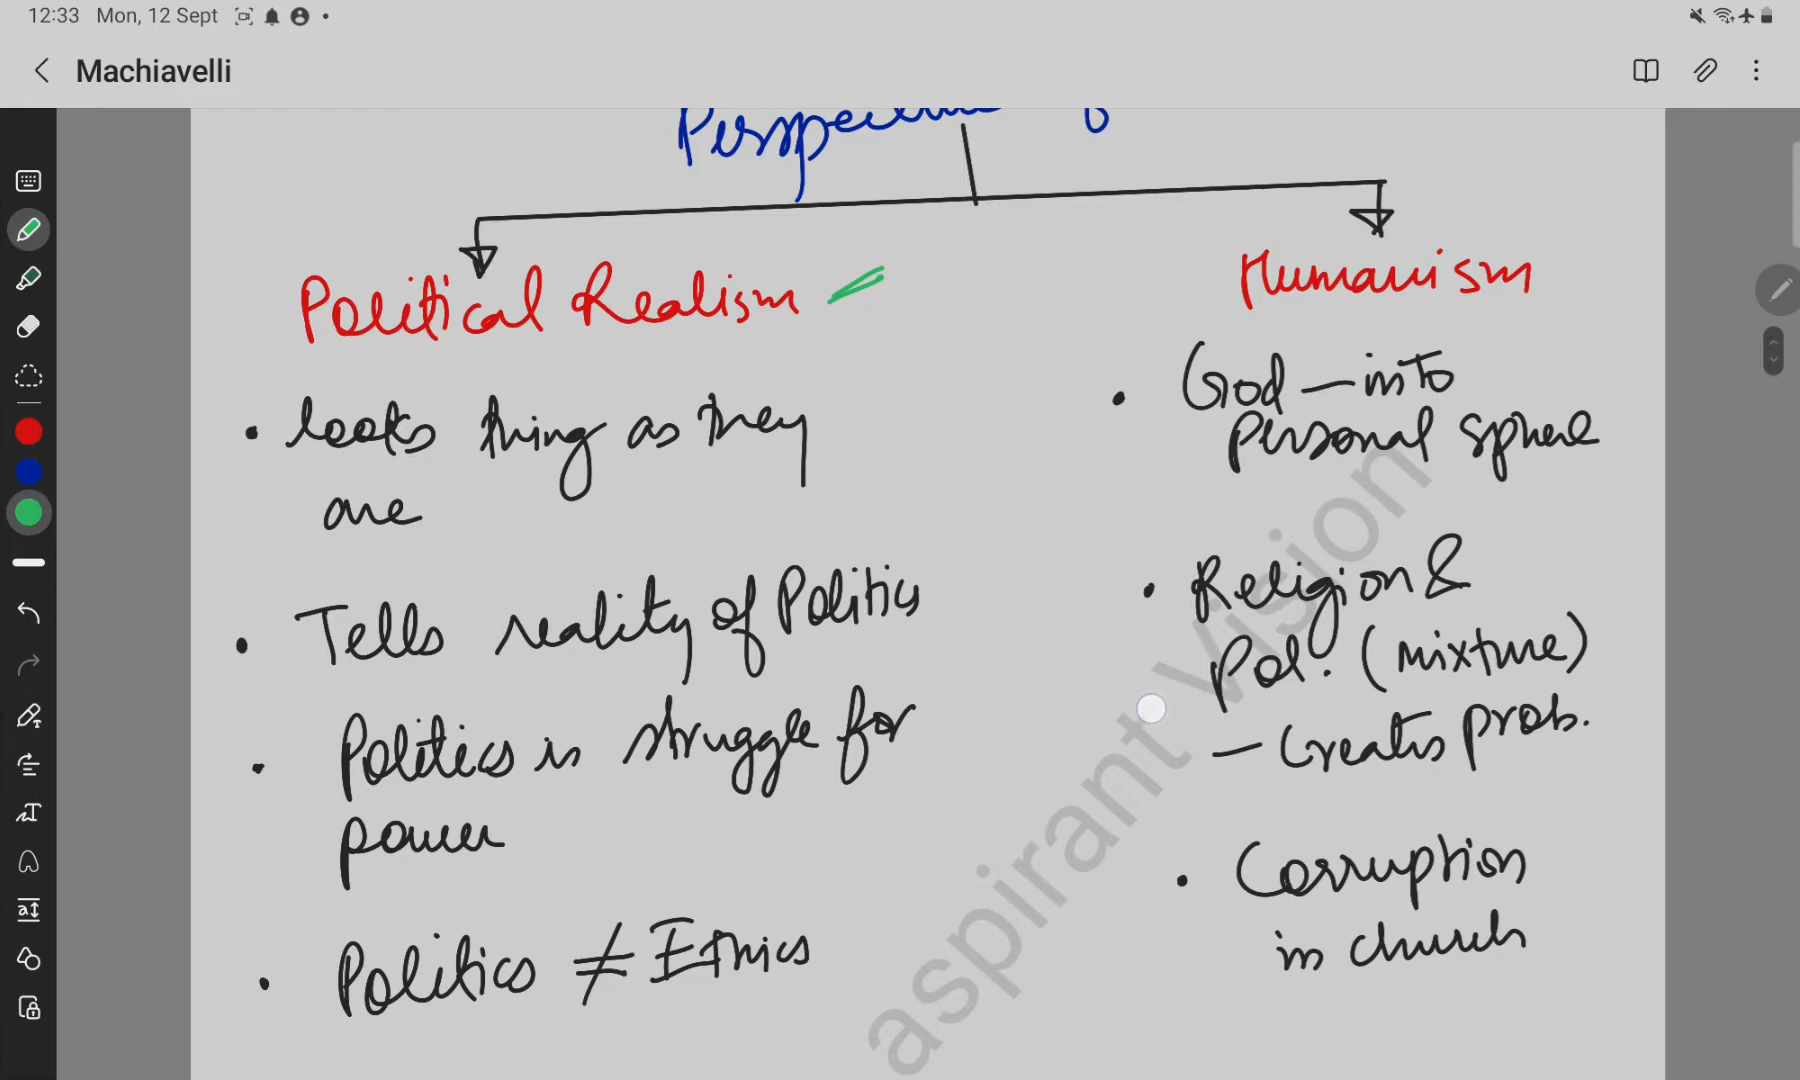 12:33 Mon, 12 Sept
Machiavelli
Political Realism
• looks thing as they
are
• Tells reality of Politics
• Politics is struggle for
power
• Politics ≠ Ethics
Humanism
• God — into
personal sphere
• Religion &
Pol. (mixture)
— Creates prob.
• Corruption
in church
aspirant vision